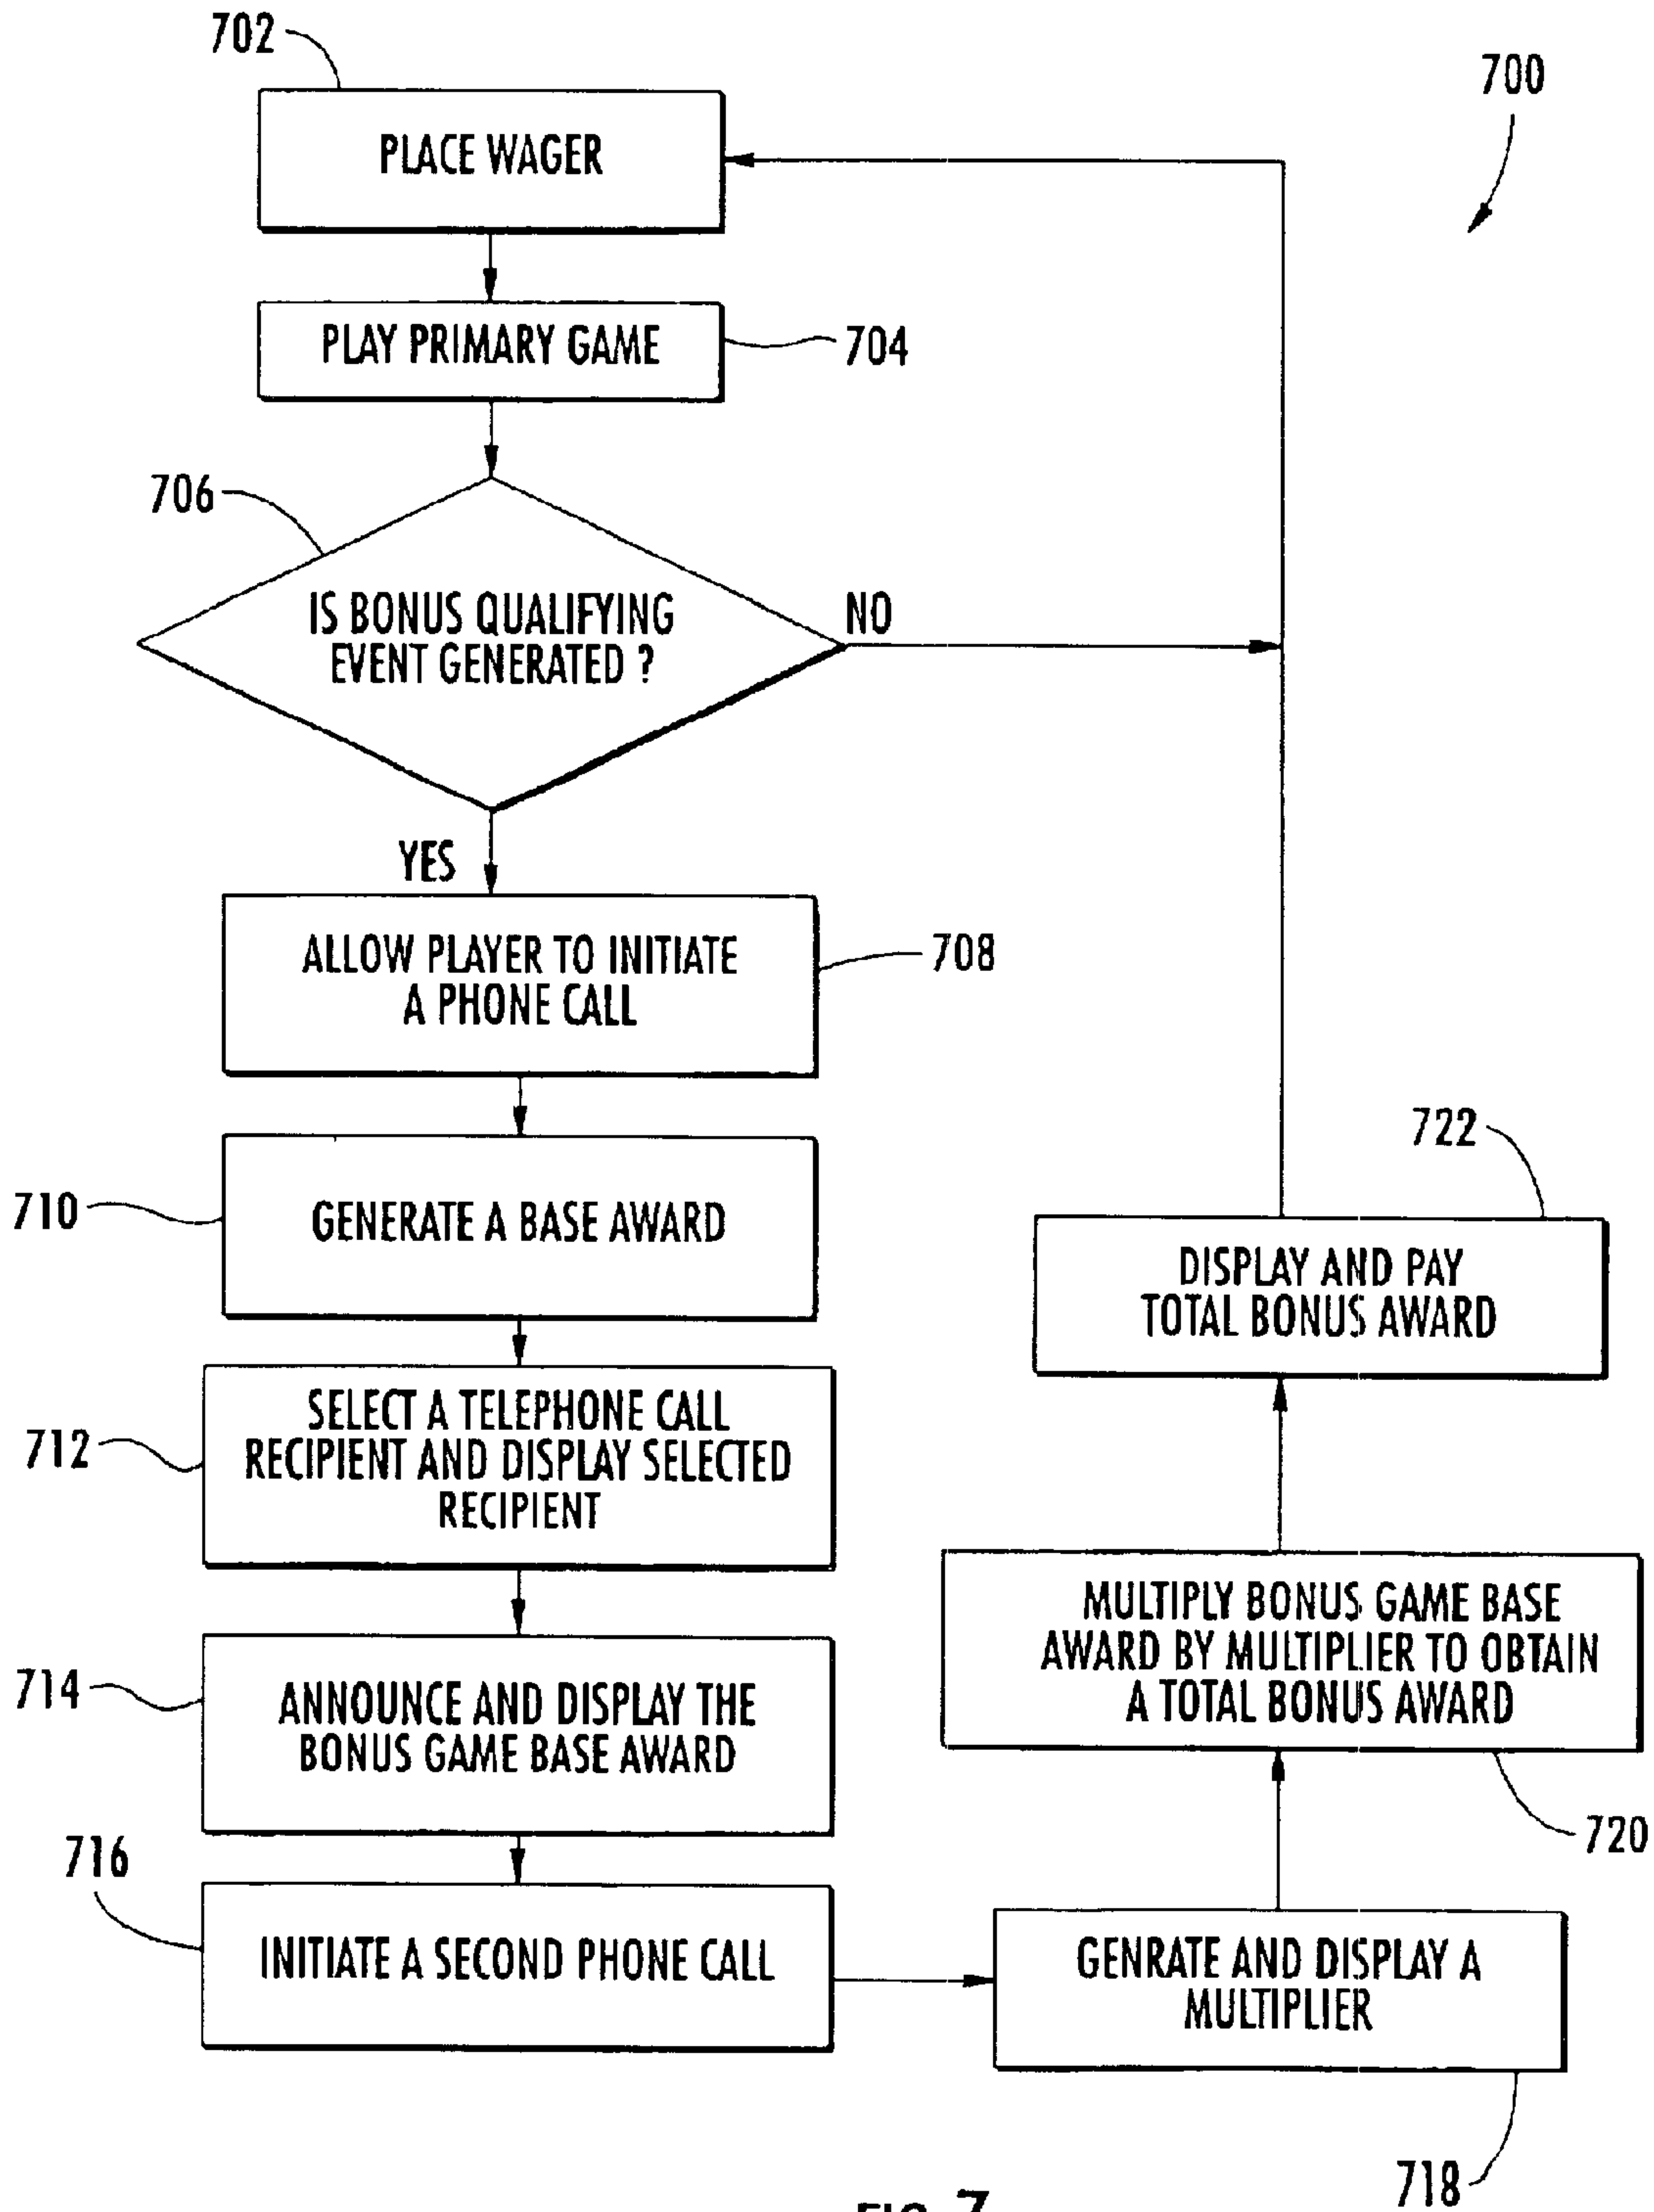 702
700
PLACE WAGER
PLAY PRIMARY GAME
704
706
IS BONUS QUALIFYING
EVENT GENERATED ?
NO
YES
ALLOW PLAYER TO INITIATE
A PHONE CALL
708
GENERATE A BASE AWARD
710
SELECT A TELEPHONE CALL
RECIPIENT AND DISPLAY SELECTED
RECIPIENT
712
ANNOUNCE AND DISPLAY THE
BONUS GAME BASE AWARD
714
716
INITIATE A SECOND PHONE CALL
GENRATE AND DISPLAY A
MULTIPLIER
718
MULTIPLY BONUS GAME BASE
AWARD BY MULTIPLIER TO OBTAIN
A TOTAL BONUS AWARD
720
722
DISPLAY AND PAY
TOTAL BONUS AWARD
FIG. 7